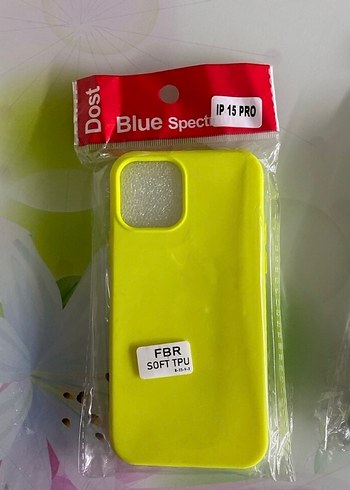 Dost
Blue Spect
IP 15 PRO
FBR
SOFT TPU